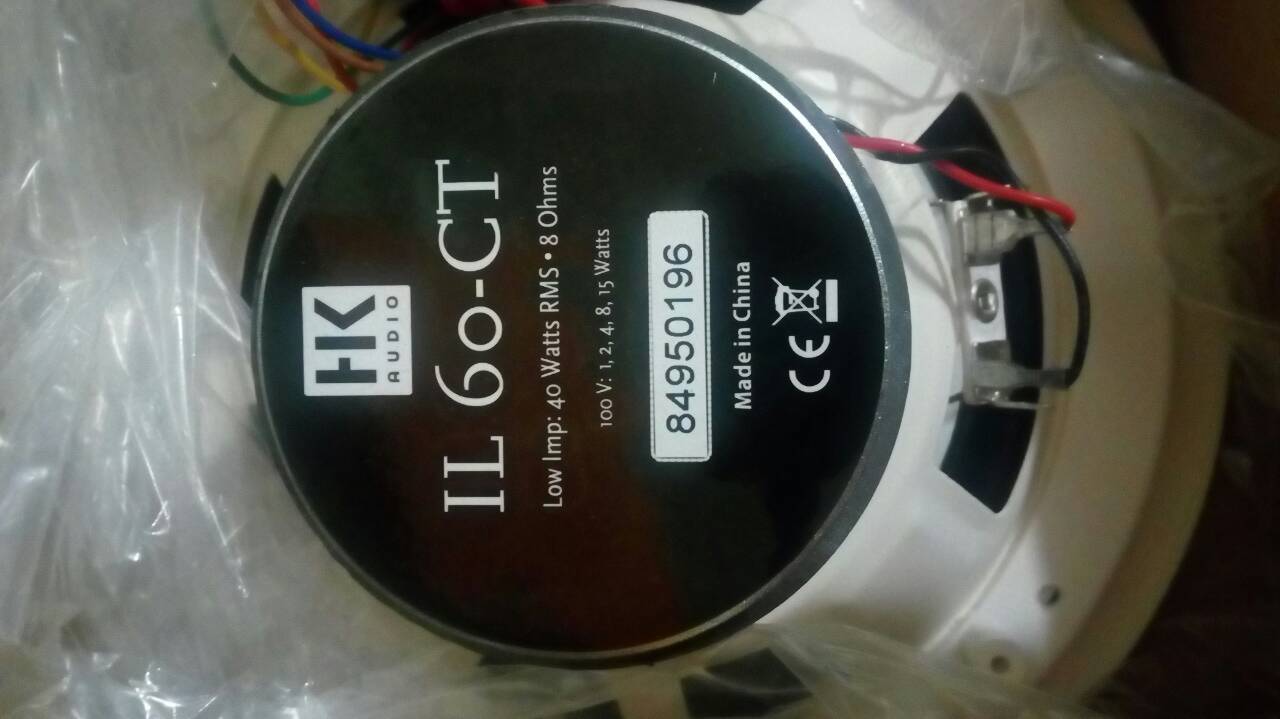 HK
AUDIO
IL 60-CT
Low Imp: 40 Watts RMS • 8 Ohms
100 V: 1, 2, 4, 8, 15 Watts
84950196
Made in China
CE